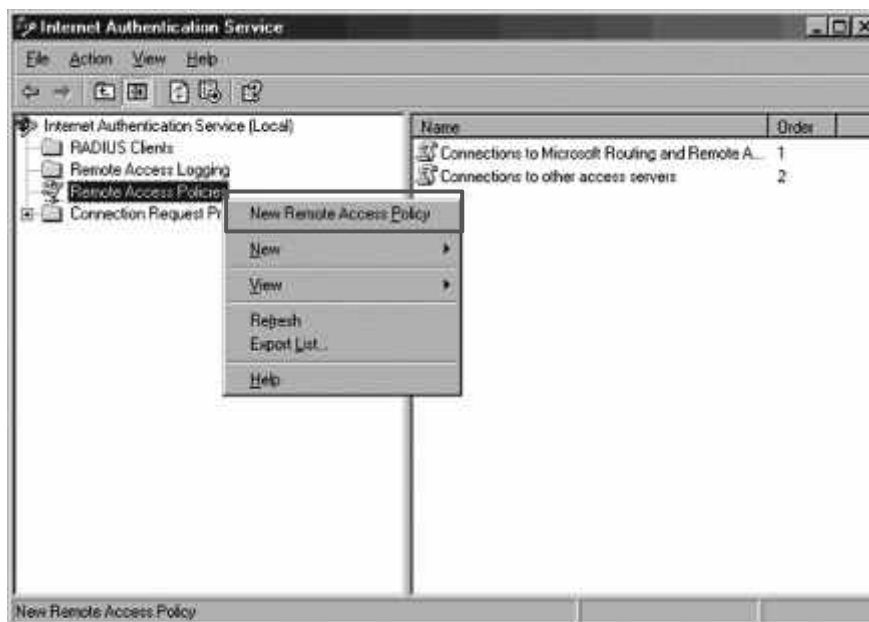 Internet Authentication Service
File Action View Help
Internet Authentication Service (Local)
RADIUS Clients
Remote Access Logging
Remote Access Policies
Connection Request Pr
Name Order
Connections to Microsoft Routing and Remote A... 1
Connections to other access servers 2
New Remote Access Policy
New
View
Refresh
Export List...
Help
New Remote Access Policy